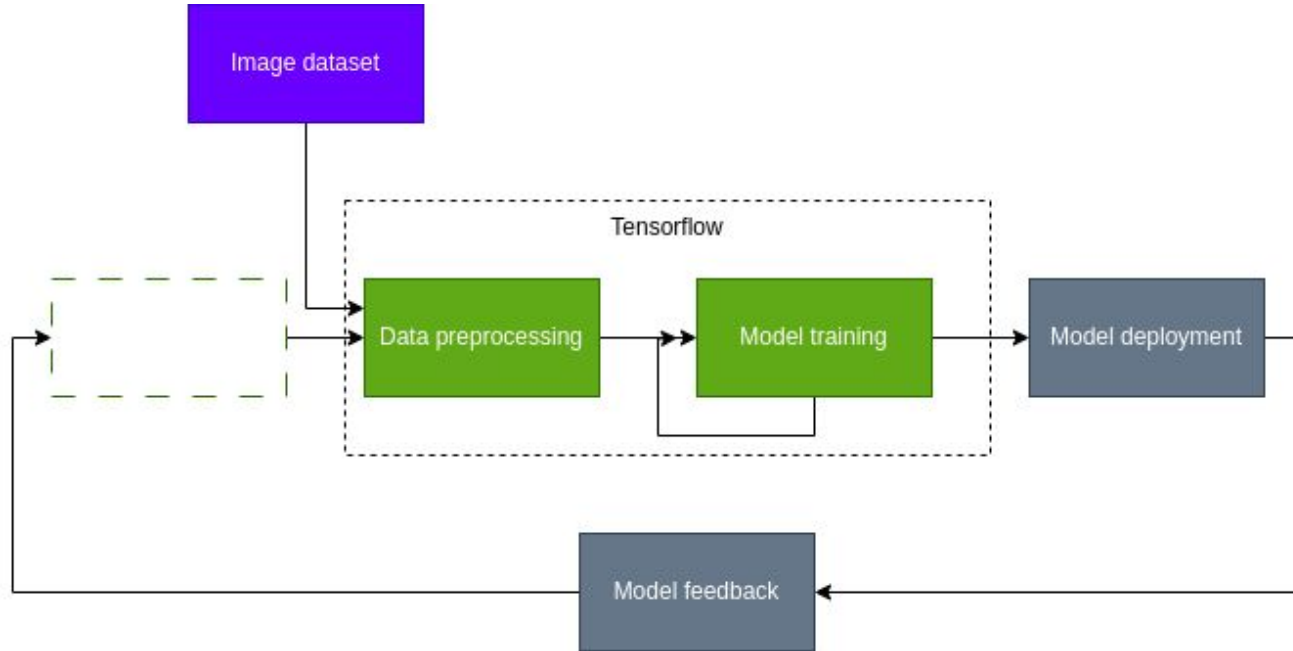 Image dataset
Tensorflow
Data preprocessing
Model training
Model deployment
Model feedback